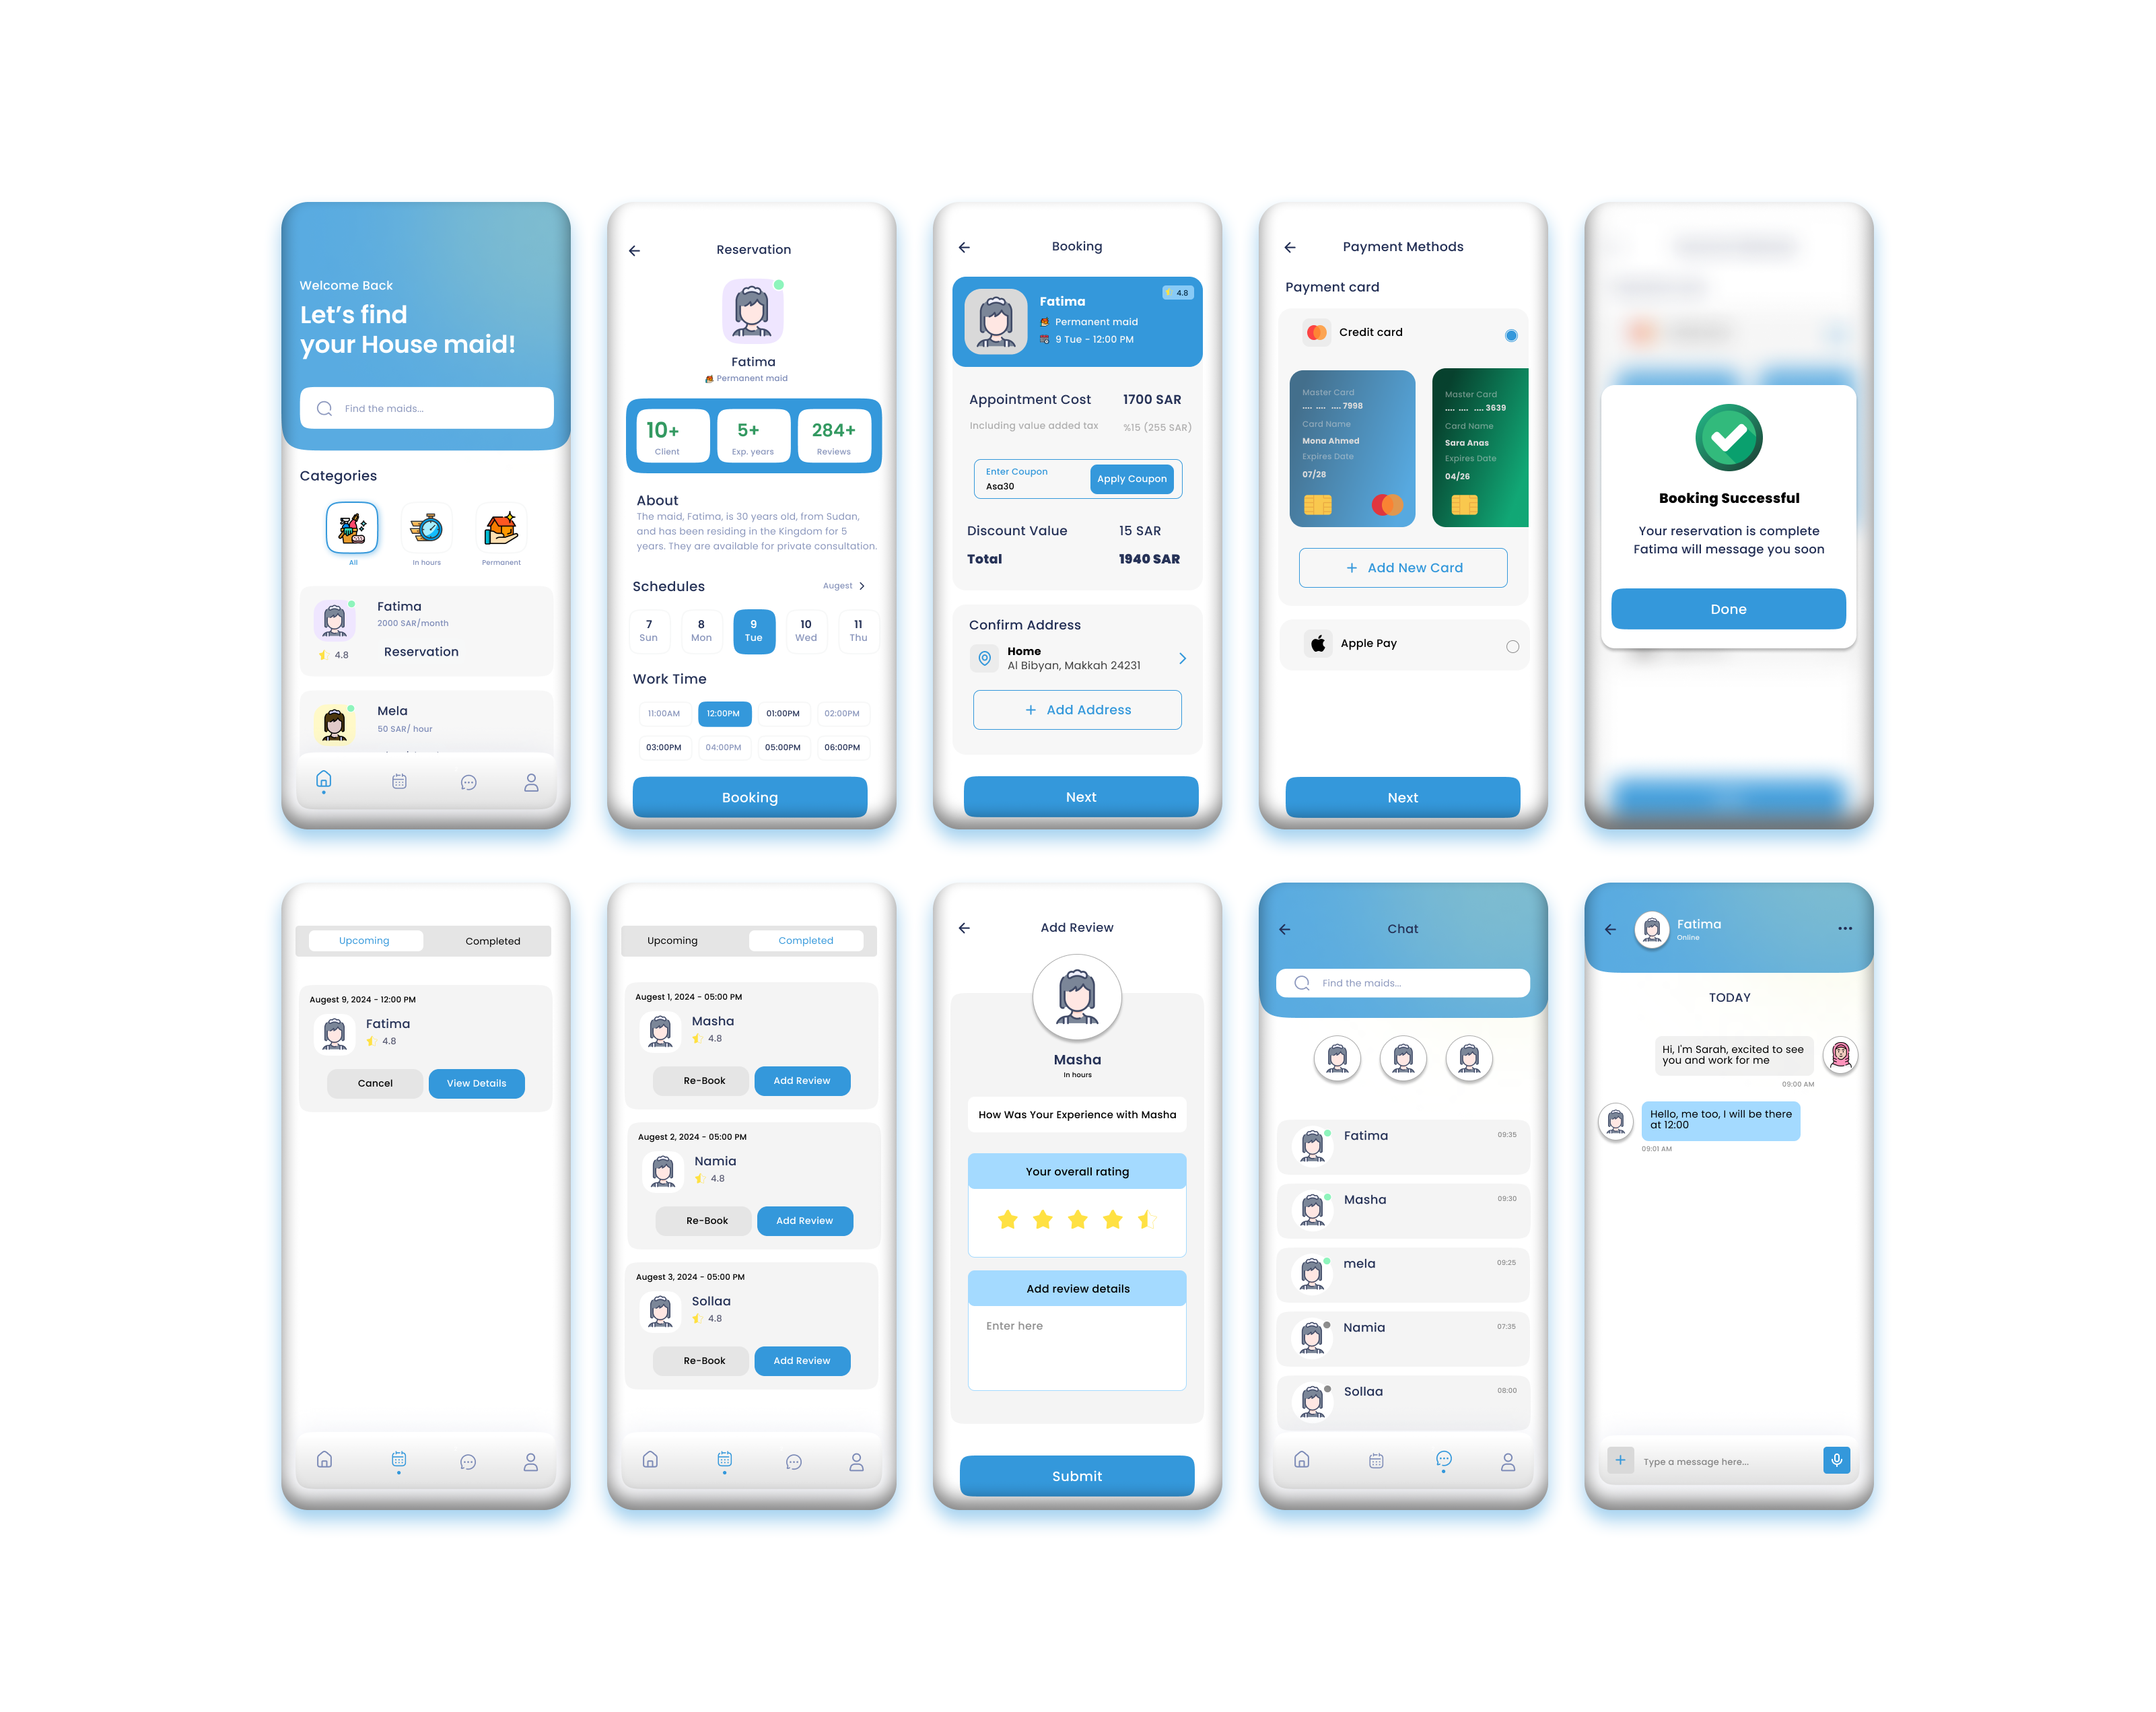 Welcome Back
Let's find
your House maid!
Find the maids...
Categories
All
In hours
Permanent
Fatima
2000 SAR/month
4.8
Reservation
Mela
50 SAR/ hour
Reservation
Fatima
Permanent maid
10+
Client
5+
Exp. years
284+
Reviews
About
The maid, Fatima, is 30 years old, from Sudan,
and has been residing in the Kingdom for 5
years. They are available for private consultation.
Schedules
Augest
7
Sun
8
Mon
9
Tue
10
Wed
11
Thu
Work Time
11:00AM
12:00PM
01:00PM
02:00PM
03:00PM
04:00PM
05:00PM
06:00PM
Booking
Booking
Fatima
4.8
Permanent maid
9 Tue - 12:00 PM
Appointment Cost 1700 SAR
Including value added tax %15 (255 SAR)
Enter Coupon
Asa30
Apply Coupon
Discount Value 15 SAR
Total 1940 SAR
Confirm Address
Home
Al Bibyan, Makkah 24231
+ Add Address
Next
Payment Methods
Payment card
Credit card
Master Card
.... .... .... 7998
Card Name
Mona Ahmed
Expires Date
07/28
Master Card
.... .... .... 3639
Card Name
Sara Anas
Expires Date
04/26
+ Add New Card
Apple Pay
Next
Booking Successful
Your reservation is complete
Fatima will message you soon
Done
Upcoming
Completed
Augest 9, 2024 - 12:00 PM
Fatima
4.8
Cancel
View Details
Upcoming
Completed
Augest 1, 2024 - 05:00 PM
Masha
4.8
Re-Book
Add Review
Augest 2, 2024 - 05:00 PM
Namia
4.8
Re-Book
Add Review
Augest 3, 2024 - 05:00 PM
Sollaa
4.8
Re-Book
Add Review
Add Review
Masha
In hours
How Was Your Experience with Masha
Your overall rating
Add review details
Enter here
Submit
Chat
Find the maids...
Fatima
09:35
Masha
09:30
mela
09:25
Namia
07:35
Sollaa
08:00
Fatima
Online
TODAY
Hi, I'm Sarah, excited to see
you and work for me
09:00 AM
Hello, me too, I will be there
at 12:00
09:01 AM
Type a message here...